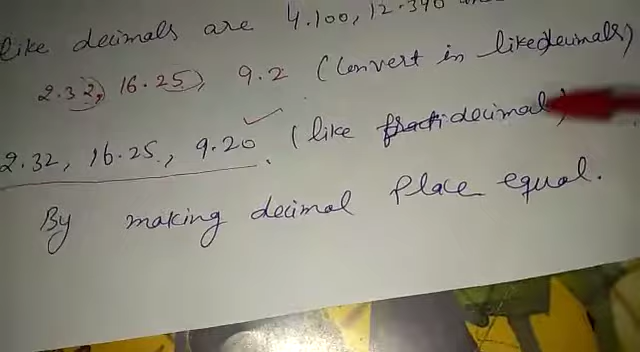 like decimals are 4.100, 12.340
2.32, 16.25, 9.2 (Convert in like decimals)
2.32, 16.25, 9.20 (like decimal)
By making decimal Place equal.